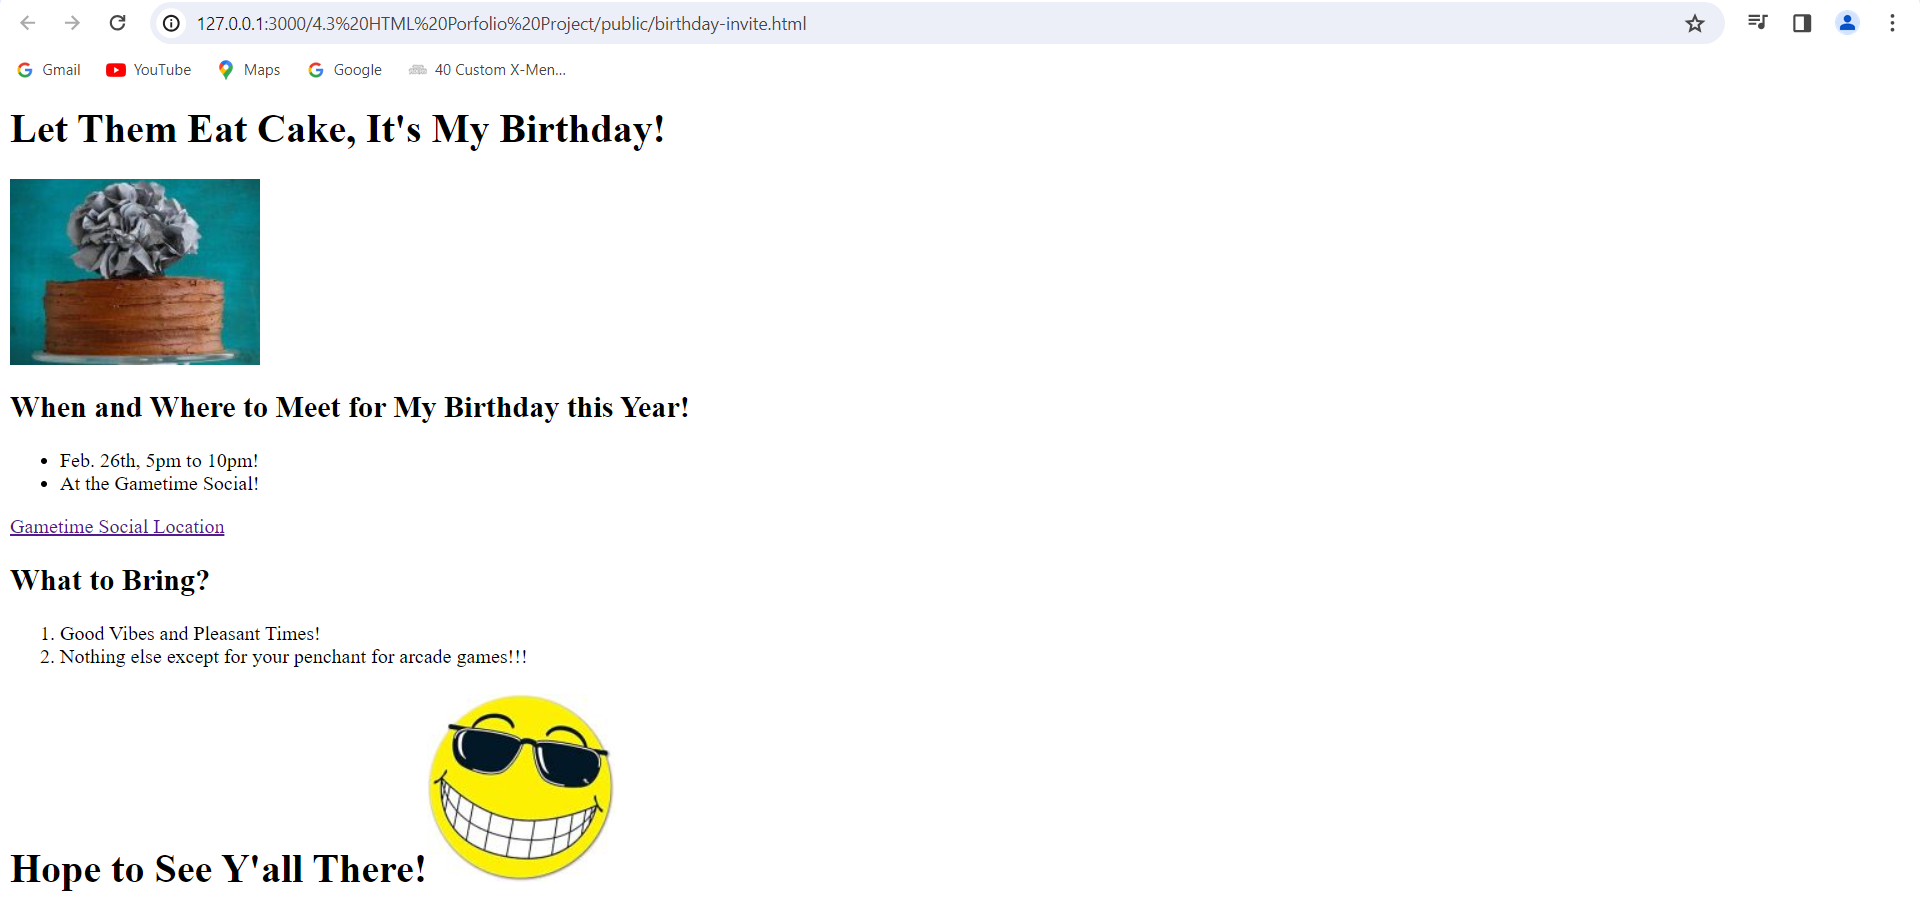 127.0.0.1:3000/4.3%20HTML%20Porfolio%20Project/public/birthday-invite.html
Gmail YouTube Maps Google 40 Custom X-Men...
Let Them Eat Cake, It's My Birthday!
When and Where to Meet for My Birthday this Year!
• Feb. 26th, 5pm to 10pm!
• At the Gametime Social!
Gametime Social Location
What to Bring?
1. Good Vibes and Pleasant Times!
2. Nothing else except for your penchant for arcade games!!!
Hope to See Y'all There!